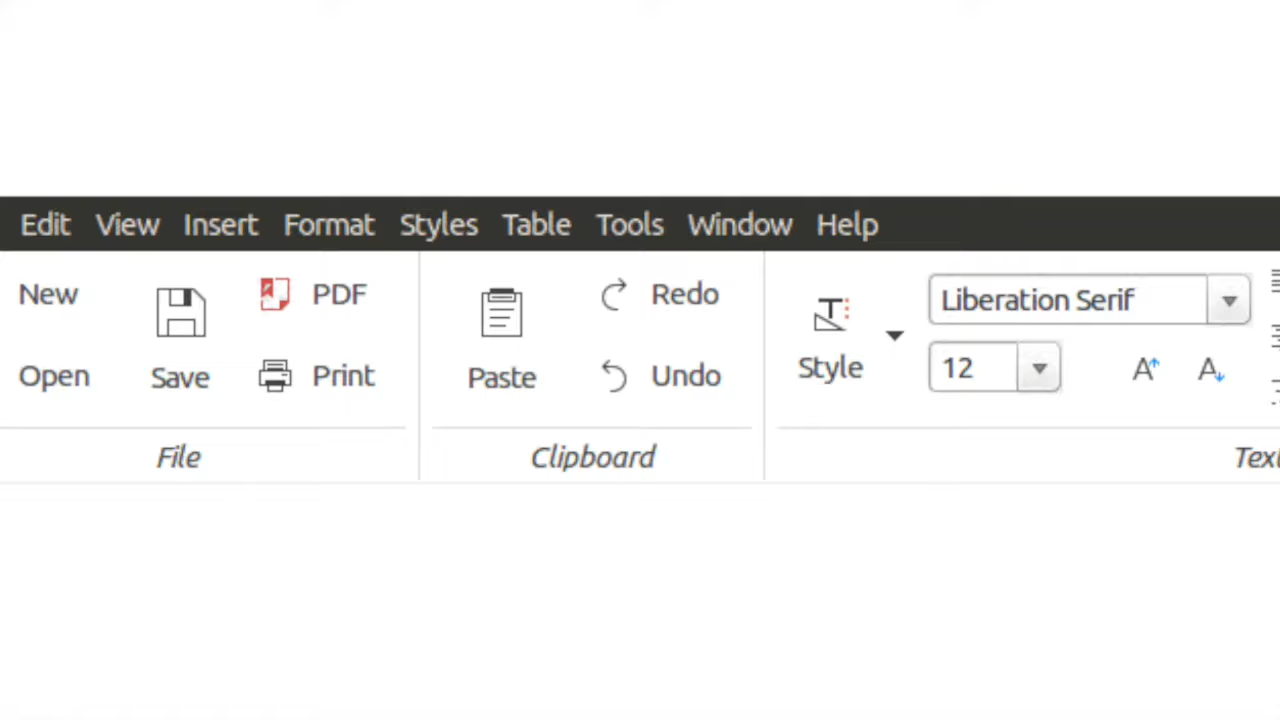 Edit View Insert Format Styles Table Tools Window Help
New PDF Redo Liberation Serif
Open Save Print Paste Undo Style 12
File Clipboard